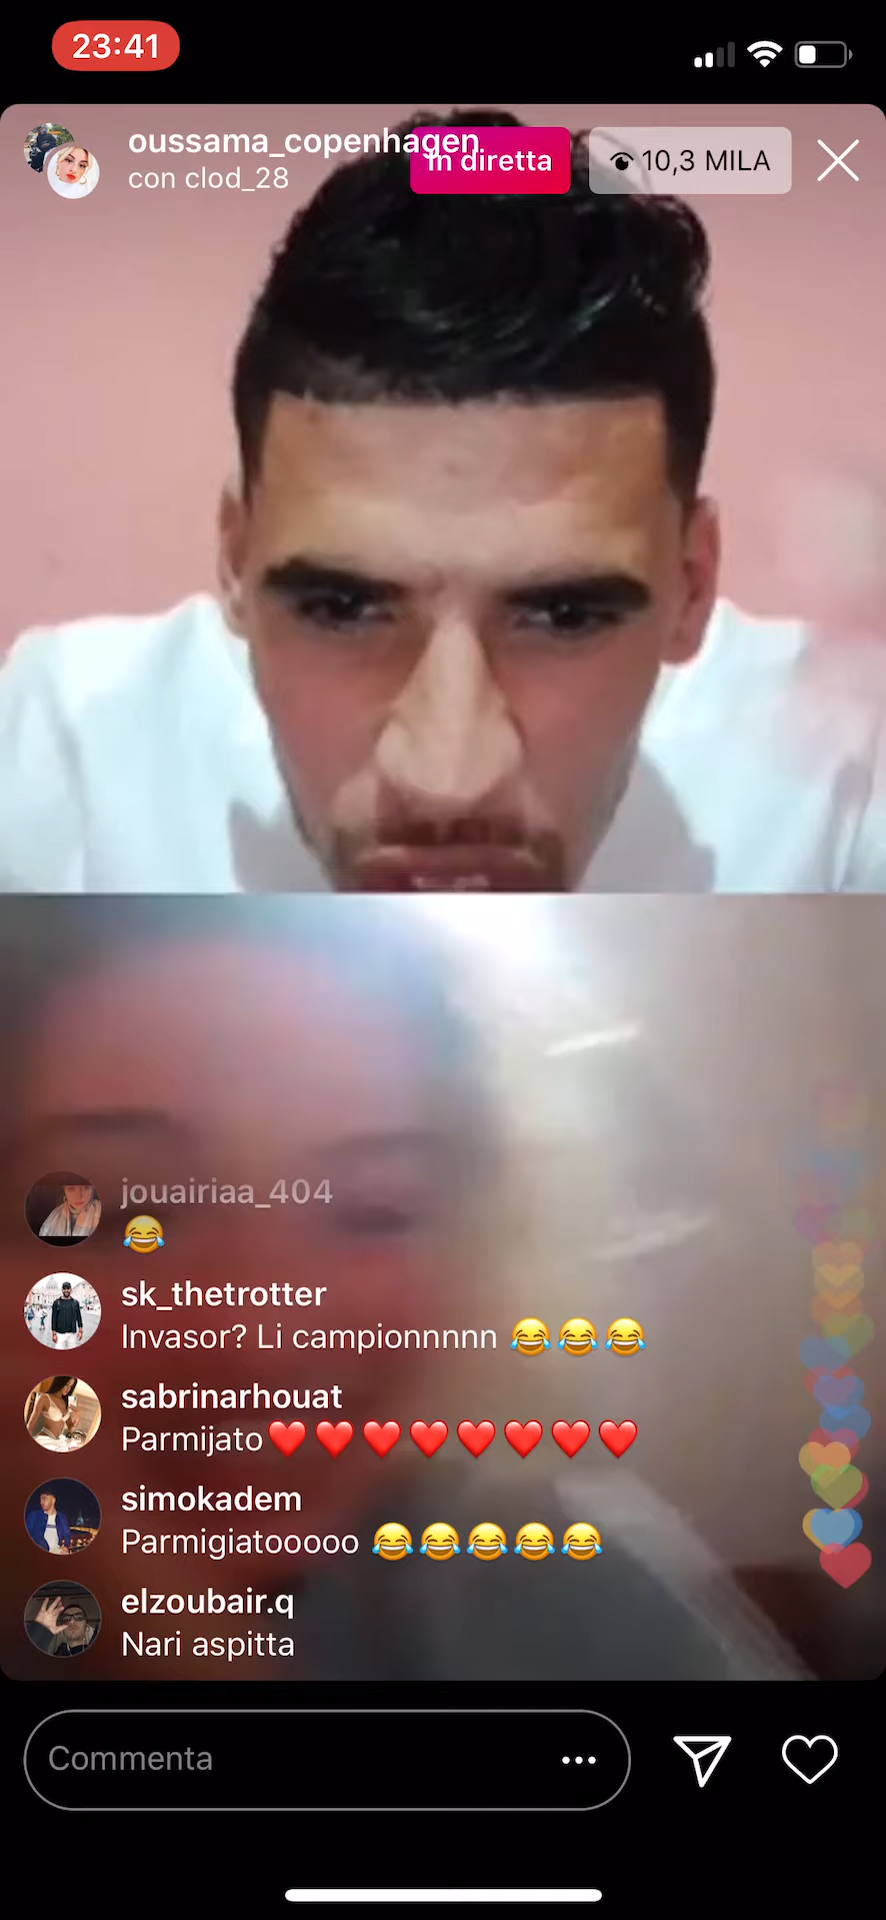 23:41
oussama_copenhagen
In diretta
10,3 MILA
con clod_28
jouairiaa_404
😂
sk_thetrotter
Invasor? Li campionnnnn 😂😂😂
sabrinarhouat
Parmijato❤️❤️❤️❤️❤️❤️❤️❤️
simokadem
Parmigiatooooo 😂😂😂😂😂
elzoubair.q
Nari aspitta
Commenta